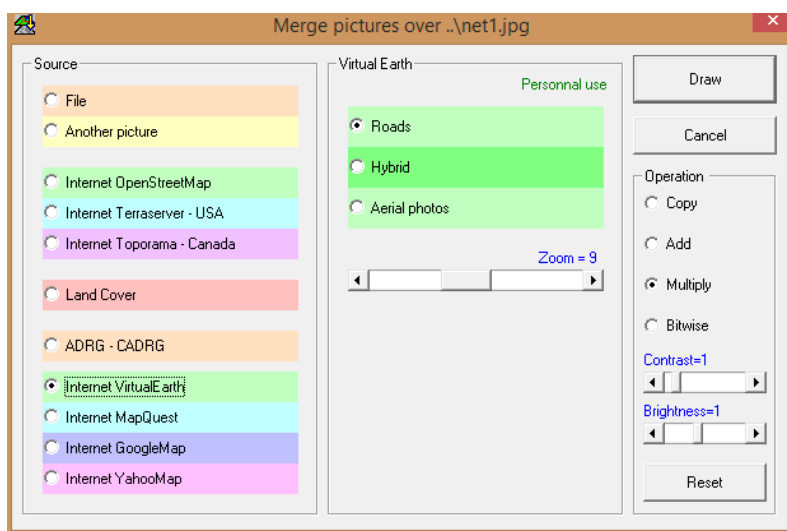 Merge pictures over ..\net1.jpg
Source
File
Another picture
Internet OpenStreetMap
Internet Terraserver - USA
Internet Toporama - Canada
Land Cover
ADRG - CADRG
Internet VirtualEarth
Internet MapQuest
Internet GoogleMap
Internet YahooMap
Virtual Earth
Personnal use
Roads
Hybrid
Aerial photos
Zoom = 9
Draw
Cancel
Operation
Copy
Add
Multiply
Bitwise
Contrast=1
Brightness=1
Reset